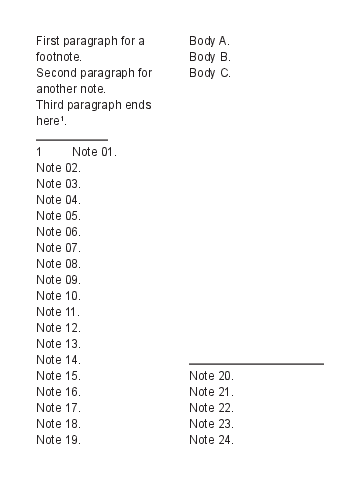 First paragraph for a
footnote.
Second paragraph for
another note.
Third paragraph ends
here¹.
1 Note 01.
Note 02.
Note 03.
Note 04.
Note 05.
Note 06.
Note 07.
Note 08.
Note 09.
Note 10.
Note 11.
Note 12.
Note 13.
Note 14.
Note 15.
Note 16.
Note 17.
Note 18.
Note 19.
Body A.
Body B.
Body C.
Note 20.
Note 21.
Note 22.
Note 23.
Note 24.